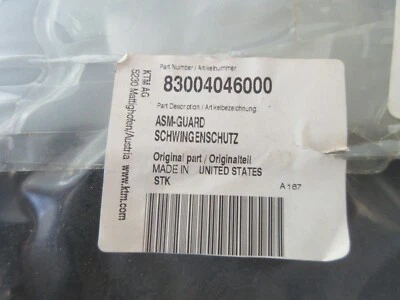 KTM AG
5230 Mattighofen/Austria
www.ktm.com
Part Number / Artikelnummer
83004046000
Part Description / Artikelbezeichnung:
ASM-GUARD
SCHWINGENSCHUTZ
Original part / Originalteil
MADE IN UNITED STATES
STK
A 167